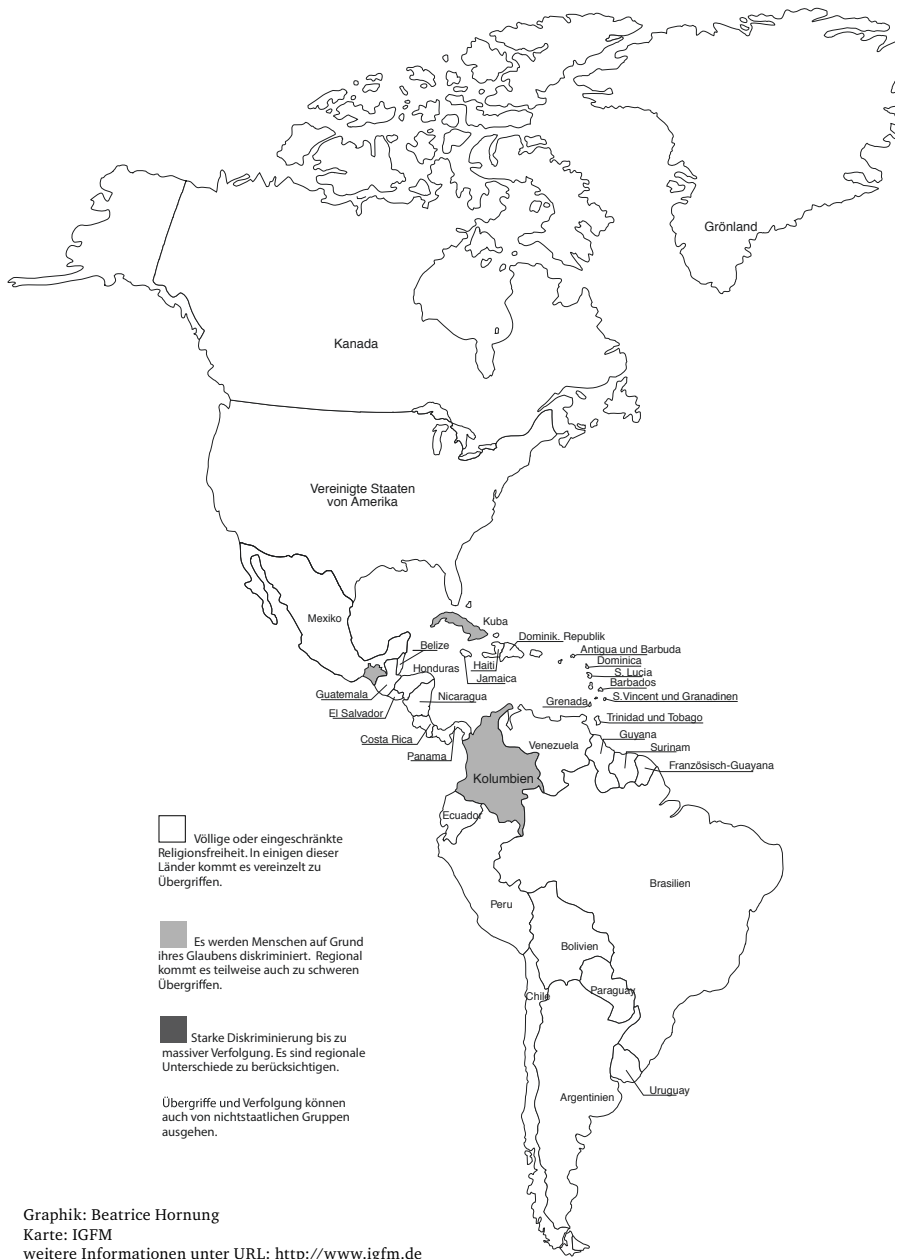 Grönland
Kanada
Vereinigte Staaten
von Amerika
Mexiko
Kuba
Belize
Dominik. Republik
Haiti
Jamaica
Honduras
Antigua und Barbuda
Dominica
S. Lucia
Barbados
Grenada
S.Vincent und Granadinen
Guatemala
Nicaragua
El Salvador
Trinidad und Tobago
Costa Rica
Panama
Venezuela
Guyana
Surinam
Französisch-Guayana
Kolumbien
Ecuador
Brasilien
Peru
Bolivien
Chile
Paraguay
Argentinien
Uruguay
Völlige oder eingeschränkte
Religionsfreiheit. In einigen dieser
Länder kommt es vereinzelt zu
Übergriffen.
Es werden Menschen auf Grund
ihres Glaubens diskriminiert. Regional
kommt es teilweise auch zu schweren
Übergriffen.
Starke Diskriminierung bis zu
massiver Verfolgung. Es sind regionale
Unterschiede zu berücksichtigen.
Übergriffe und Verfolgung können
auch von nichtstaatlichen Gruppen
ausgehen.
Graphik: Beatrice Hornung
Karte: IGFM
weitere Informationen unter URL: http://www.igfm.de